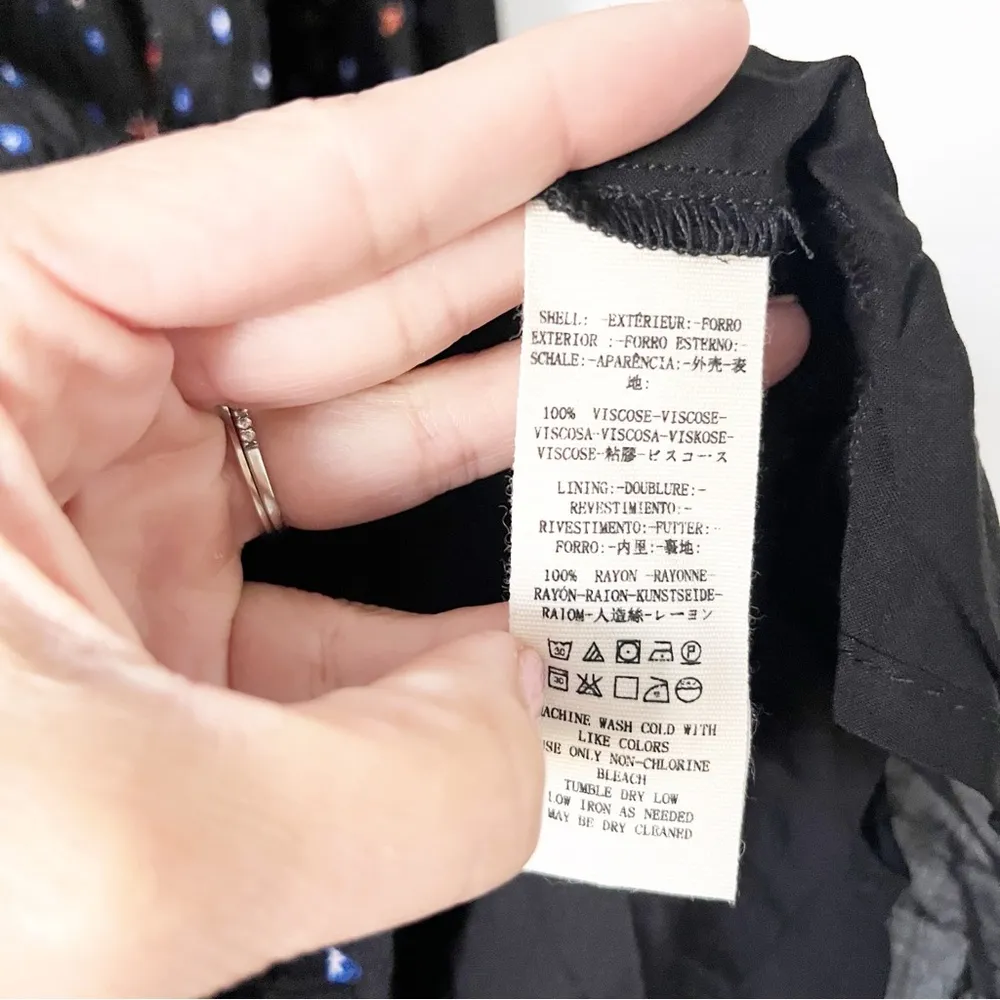 SHELL: -EXTÉRIEUR:-FORRO
EXTERIOR :-FORRO ESTERNO:-
SCHALE:-APARÊNCIA:-外壳-表
地:
100% VISCOSE-VISCOSE-
VISCOSA-VISCOSA-VISKOSE-
VISCOSE-粘膠-ビスコース
LINING:-DOUBLURE:-
REVESTIMIENTO:-
RIVESTIMENTO:-FUTTER:-
FORRO:-内里:-裏地:
100% RAYON -RAYONNE-
RAYÓN-RAION-KUNSTSEIDE-
RAIOM-人造絲-レーヨン
30 P
30
MACHINE WASH COLD WITH
LIKE COLORS
USE ONLY NON-CHLORINE
BLEACH
TUMBLE DRY LOW
LOW IRON AS NEEDED
MAY BE DRY CLEANED